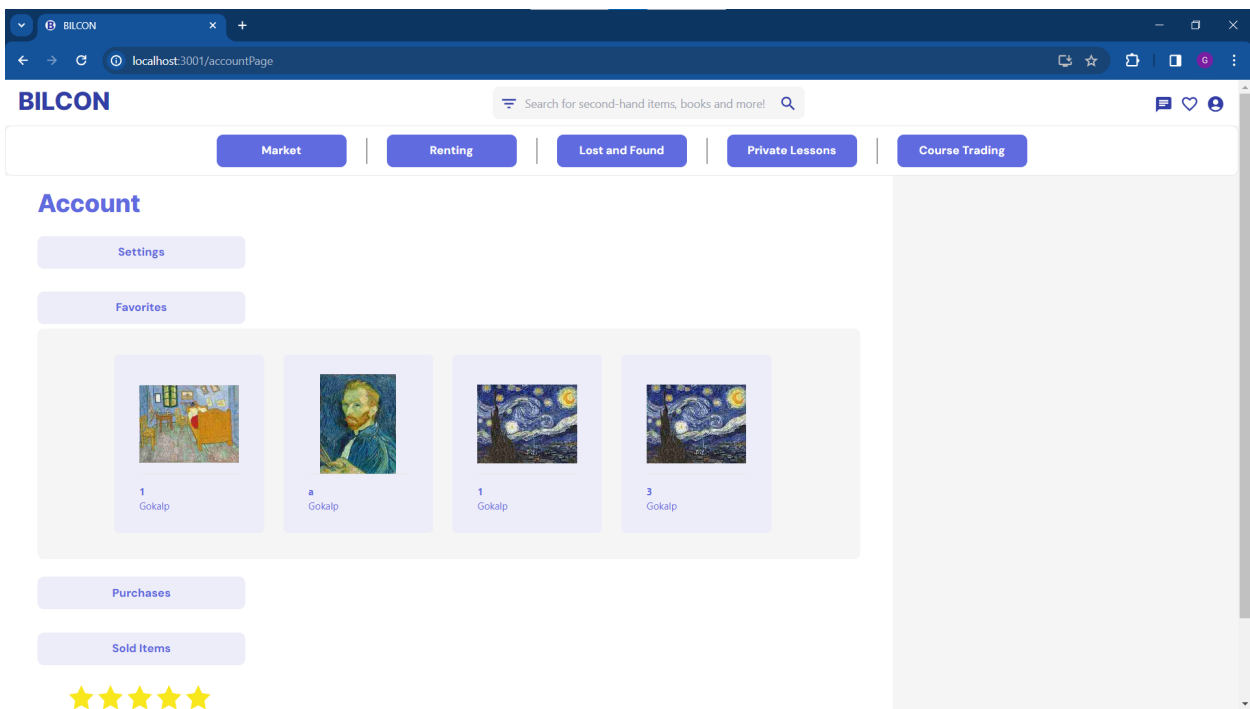 BILCON
localhost:3001/accountPage
G
BILCON
Search for second-hand items, books and more!
Market Renting Lost and Found Private Lessons Course Trading
Account
Settings
Favorites
1 a 1 3
Gokalp Gokalp Gokalp Gokalp
Purchases
Sold Items